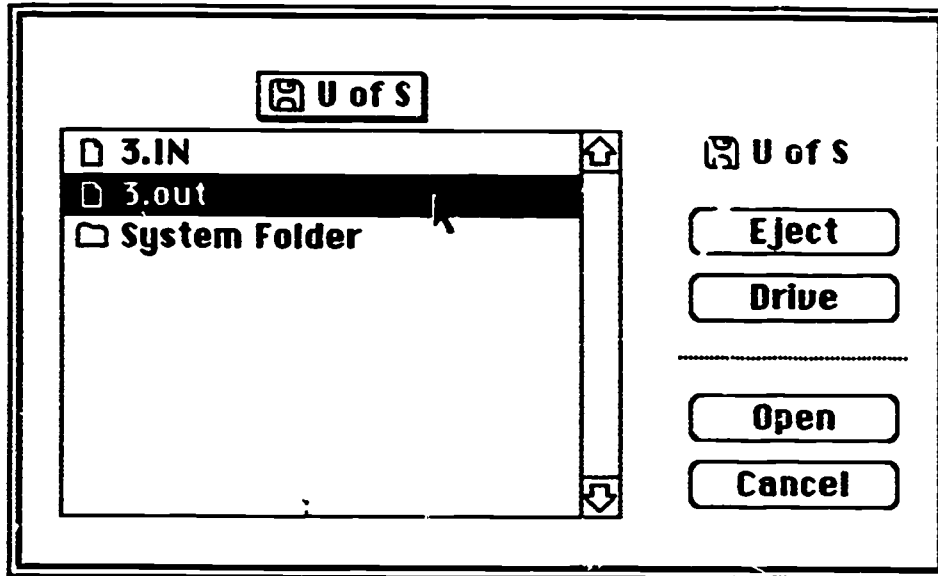 U of S
3.IN
3.out
System Folder
U of S
Eject
Drive
Open
Cancel